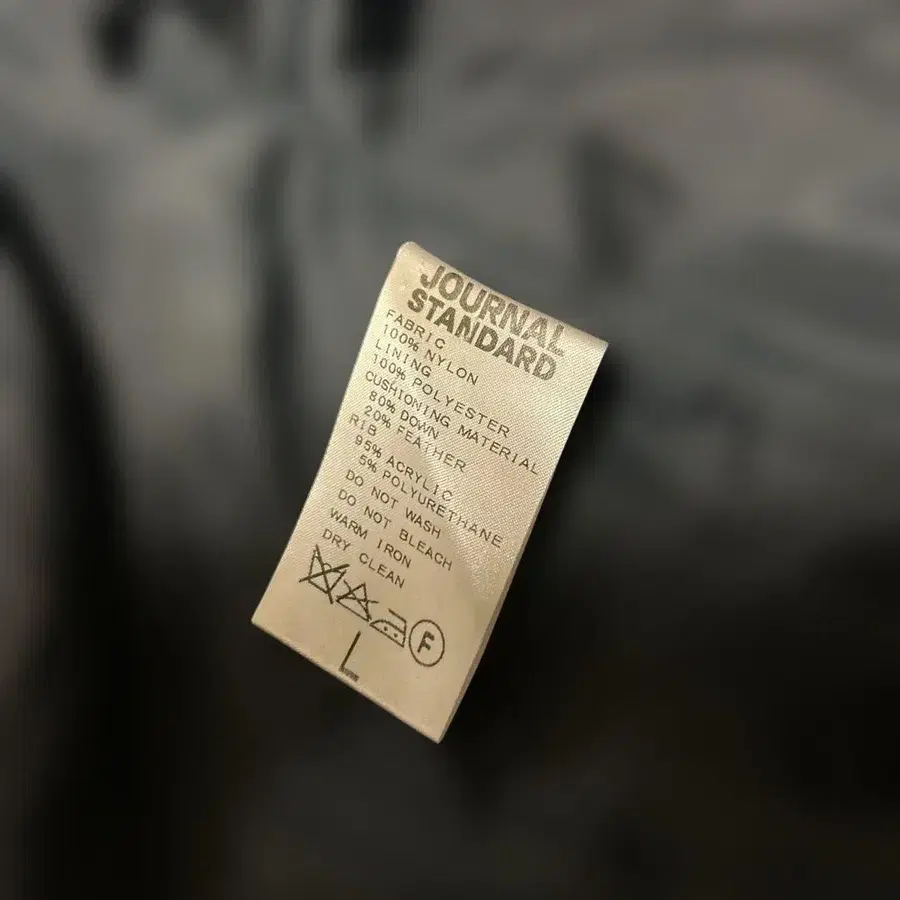 JOURNAL
STANDARD
FABRIC
100% NYLON
LINING
100% POLYESTER
CUSHIONING MATERIAL
80% DOWN
20% FEATHER
RIB
95% ACRYLIC
5% POLYURETHANE
DO NOT WASH
DO NOT BLEACH
WARM IRON
DRY CLEAN
F
L